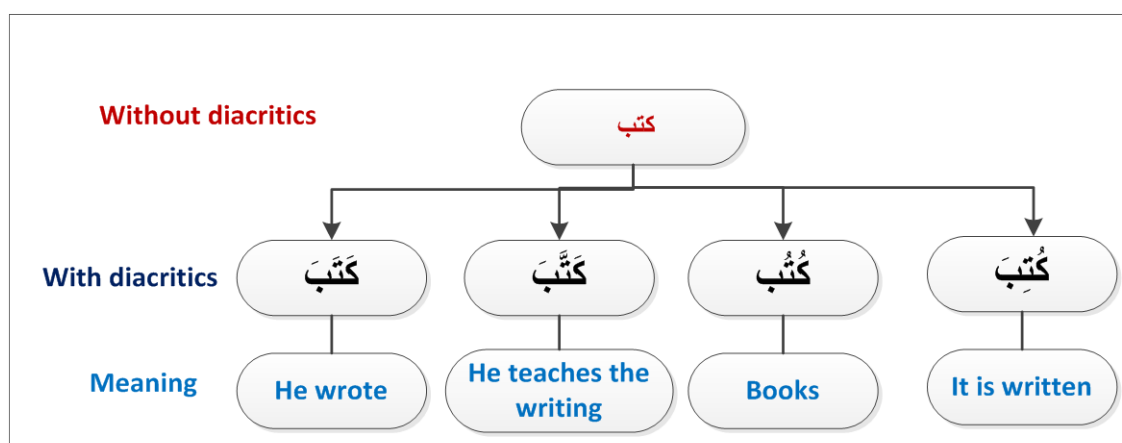 Without diacritics
كتب
With diacritics
كَتَبَ
كَتَّبَ
كُتُب
كُتِبَ
Meaning
He wrote
He teaches the
writing
Books
It is written